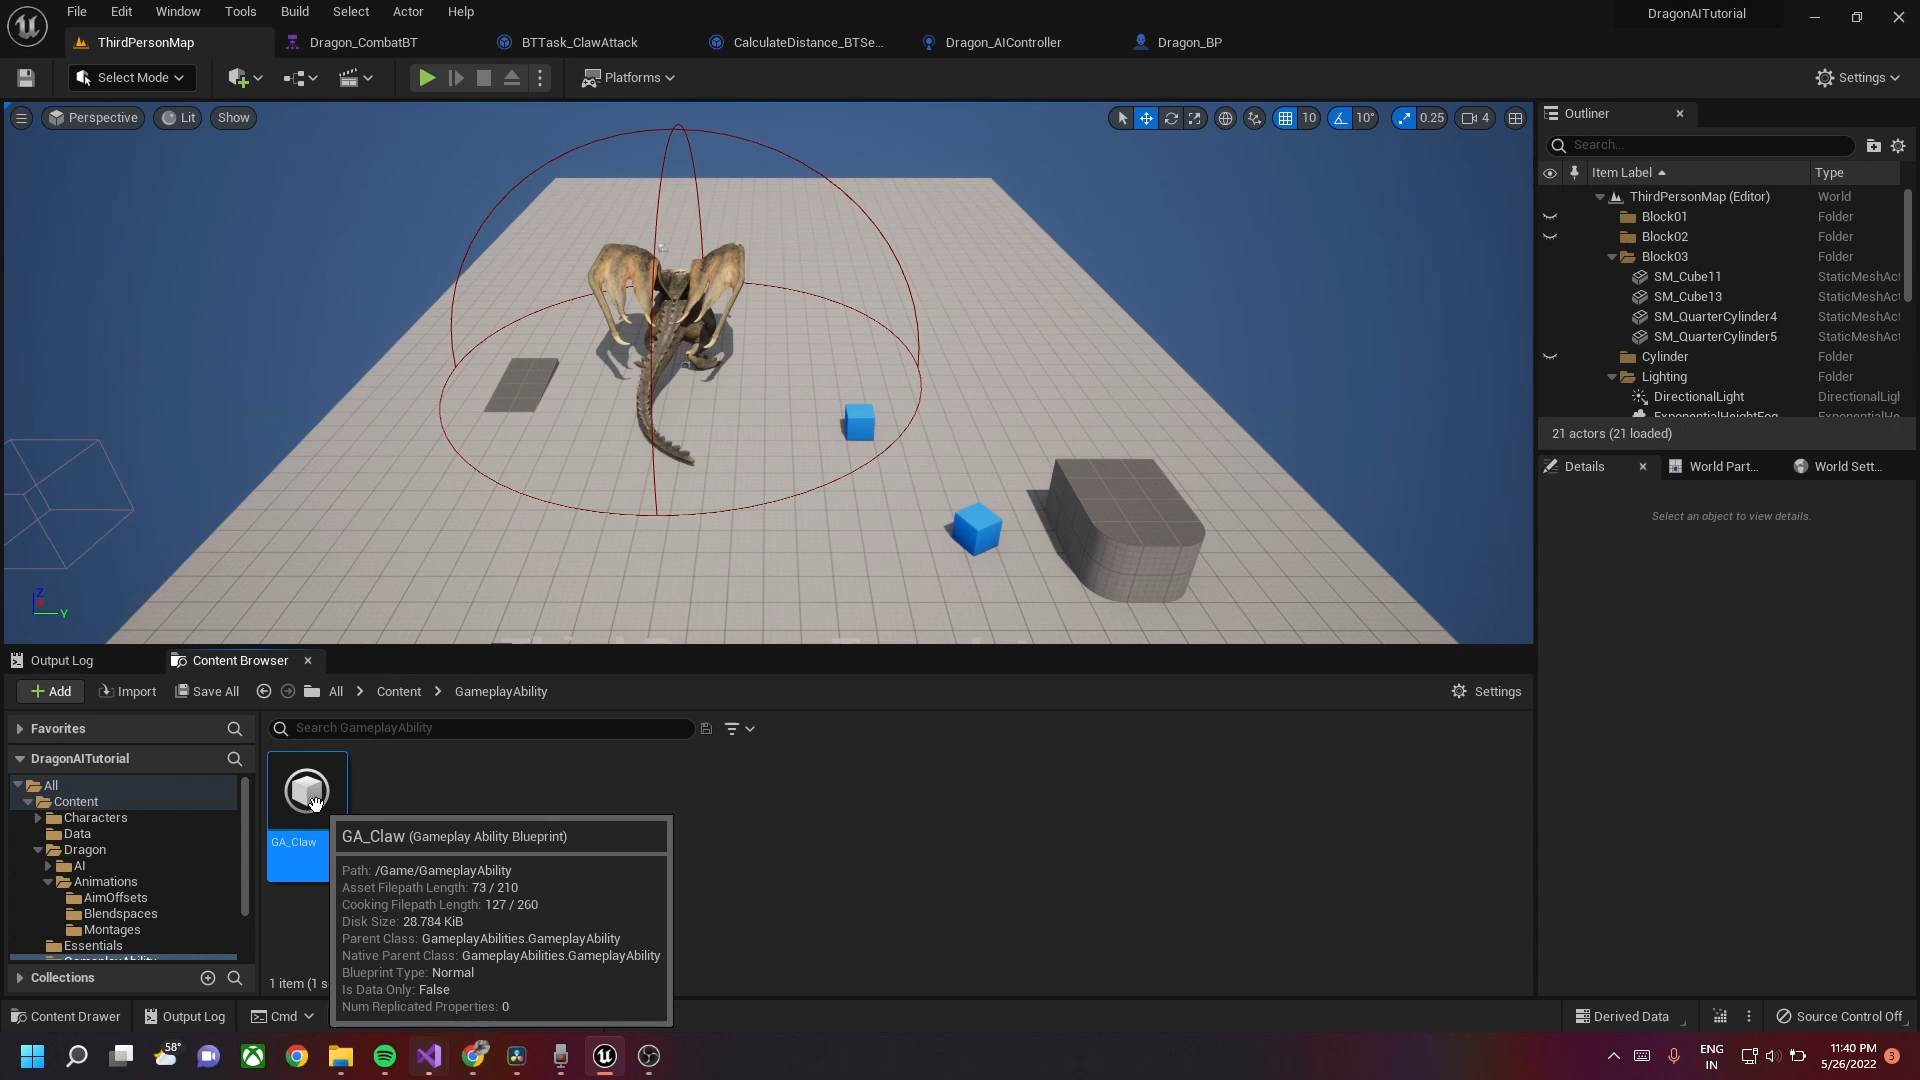 File Edit Window Tools Build Select Actor Help
DragonAITutorial
ThirdPersonMap Dragon_CombatBT BTTask_ClawAttack CalculateDistance_BTSe... Dragon_AIController Dragon_BP
Select Mode Platforms Settings
Perspective Lit Show 10 10° 0.25 4
Outliner
Search...
Item Label Type
ThirdPersonMap (Editor) World
Block01 Folder
Block02 Folder
Block03 Folder
SM_Cube11 StaticMeshAct
SM_Cube13 StaticMeshAct
SM_QuarterCylinder4 StaticMeshAct
SM_QuarterCylinder5 StaticMeshAct
Cylinder Folder
Lighting Folder
DirectionalLight DirectionalLigl
ExponentialHeightFog ExponentialHe
21 actors (21 loaded)
Details World Part... World Sett...
Select an object to view details.
Z
Y
Output Log Content Browser
Add Import Save All All Content GameplayAbility Settings
Favorites
Search GameplayAbility
DragonAITutorial
All
Content
Characters
Data
Dragon
AI
Animations
AimOffsets
Blendspaces
Montages
Essentials
GameplayAbility
Collections
GA_Claw
1 item (1 s
GA_Claw (Gameplay Ability Blueprint)
Path: /Game/GameplayAbility
Asset Filepath Length: 73 / 210
Cooking Filepath Length: 127 / 260
Disk Size: 28.784 KiB
Parent Class: GameplayAbilities.GameplayAbility
Native Parent Class: GameplayAbilities.GameplayAbility
Blueprint Type: Normal
Is Data Only: False
Num Replicated Properties: 0
Content Drawer Output Log Cmd Derived Data Source Control Off
58°
ENG
IN
11:40 PM
5/26/2022
3